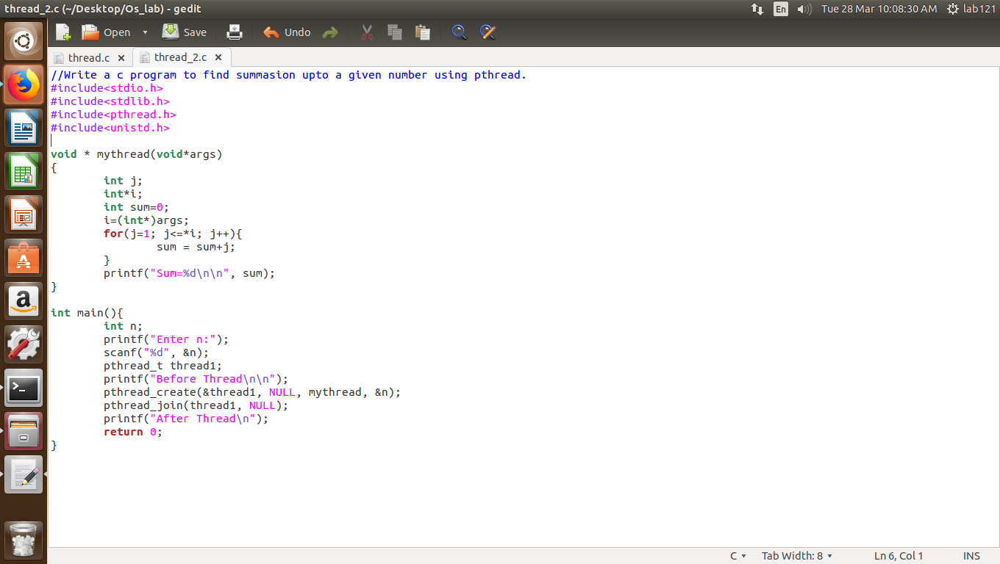 thread_2.c (~/Desktop/Os_lab) - gedit
En
Tue 28 Mar 10:08:30 AM
lab121
Open
Save
Undo
thread.c
thread_2.c
//Write a c program to find summasion upto a given number using pthread.
#include<stdio.h>
#include<stdlib.h>
#include<pthread.h>
#include<unistd.h>
void * mythread(void*args)
{
int j;
int*i;
int sum=0;
i=(int*)args;
for(j=1; j<=*i; j++){
sum = sum+j;
}
printf("Sum=%d\n\n", sum);
}
int main(){
int n;
printf("Enter n:");
scanf("%d", &n);
pthread_t thread1;
printf("Before Thread\n\n");
pthread_create(&thread1, NULL, mythread, &n);
pthread_join(thread1, NULL);
printf("After Thread\n");
return 0;
}
C
Tab Width: 8
Ln 6, Col 1
INS